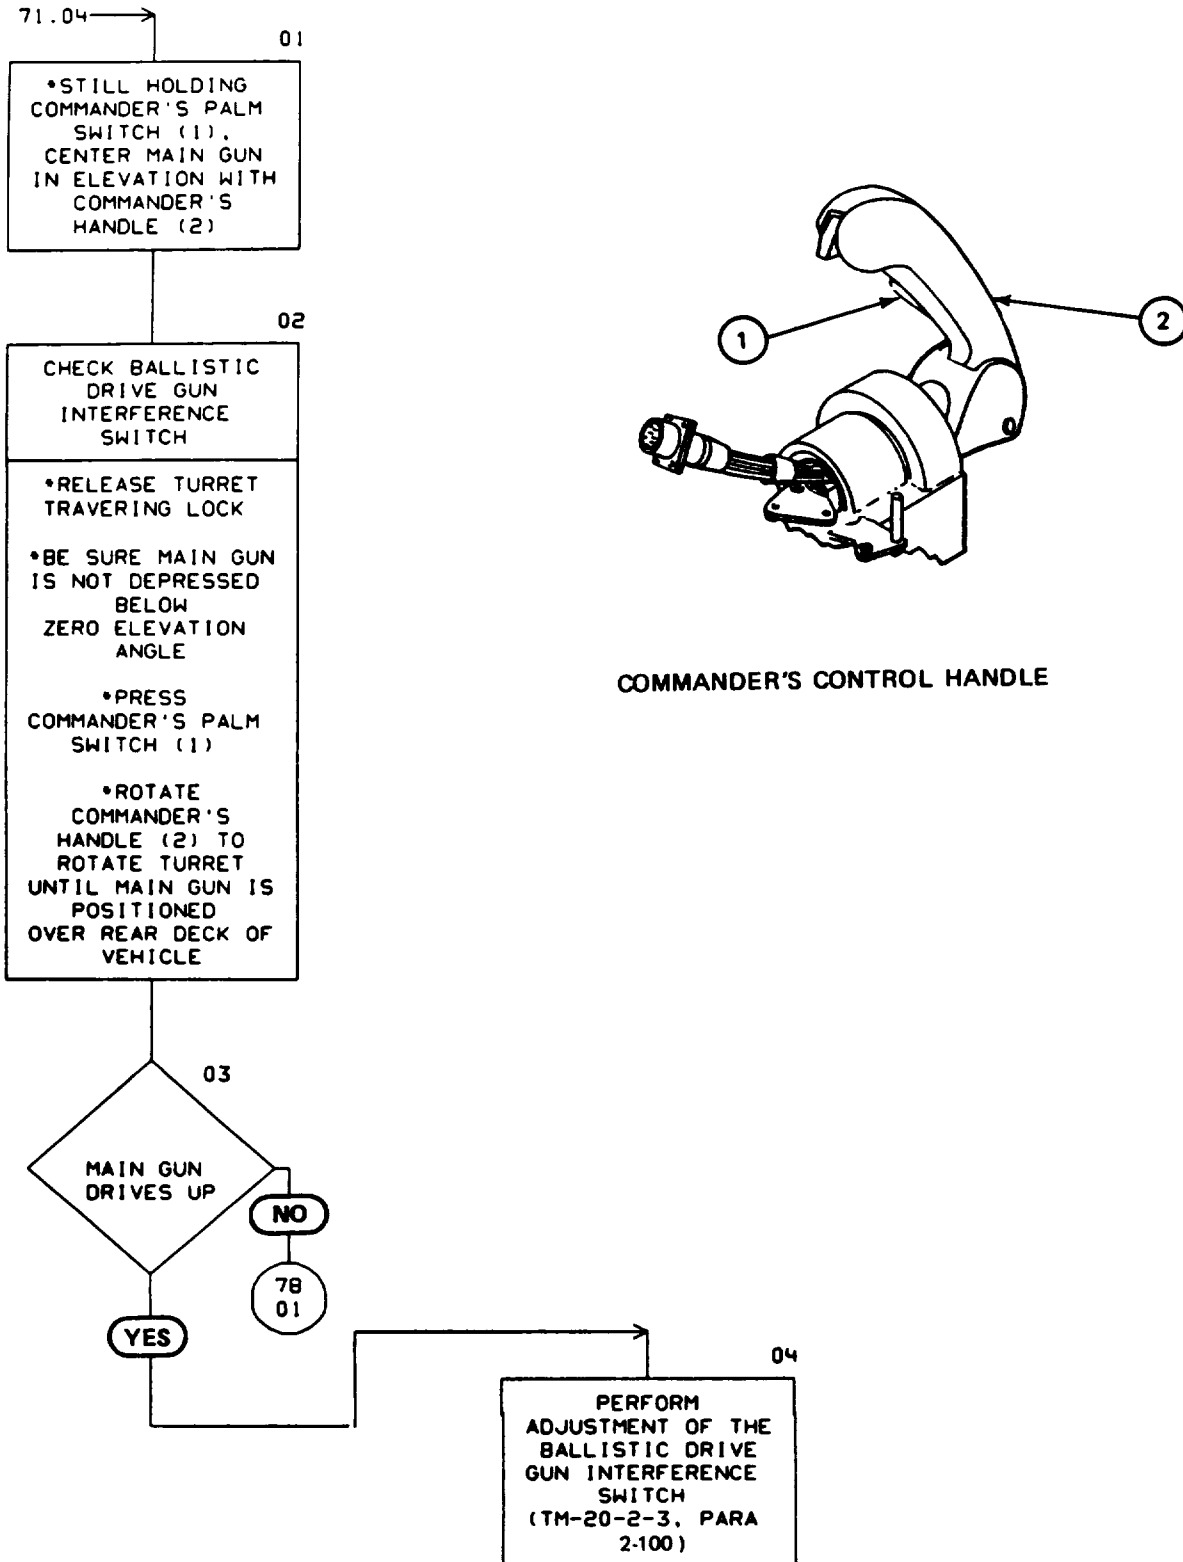 71.04
01
•STILL HOLDING
COMMANDER'S PALM
SWITCH (1),
CENTER MAIN GUN
IN ELEVATION WITH
COMMANDER'S
HANDLE (2)
02
CHECK BALLISTIC
DRIVE GUN
INTERFERENCE
SWITCH
•RELEASE TURRET
TRAVERING LOCK
•BE SURE MAIN GUN
IS NOT DEPRESSED
BELOW
ZERO ELEVATION
ANGLE
•PRESS
COMMANDER'S PALM
SWITCH (1)
•ROTATE
COMMANDER'S
HANDLE (2) TO
ROTATE TURRET
UNTIL MAIN GUN IS
POSITIONED
OVER REAR DECK OF
VEHICLE
1
2
COMMANDER'S CONTROL HANDLE
03
MAIN GUN
DRIVES UP
NO
78
01
YES
04
PERFORM
ADJUSTMENT OF THE
BALLISTIC DRIVE
GUN INTERFERENCE
SWITCH
(TM-20-2-3, PARA
2-100)